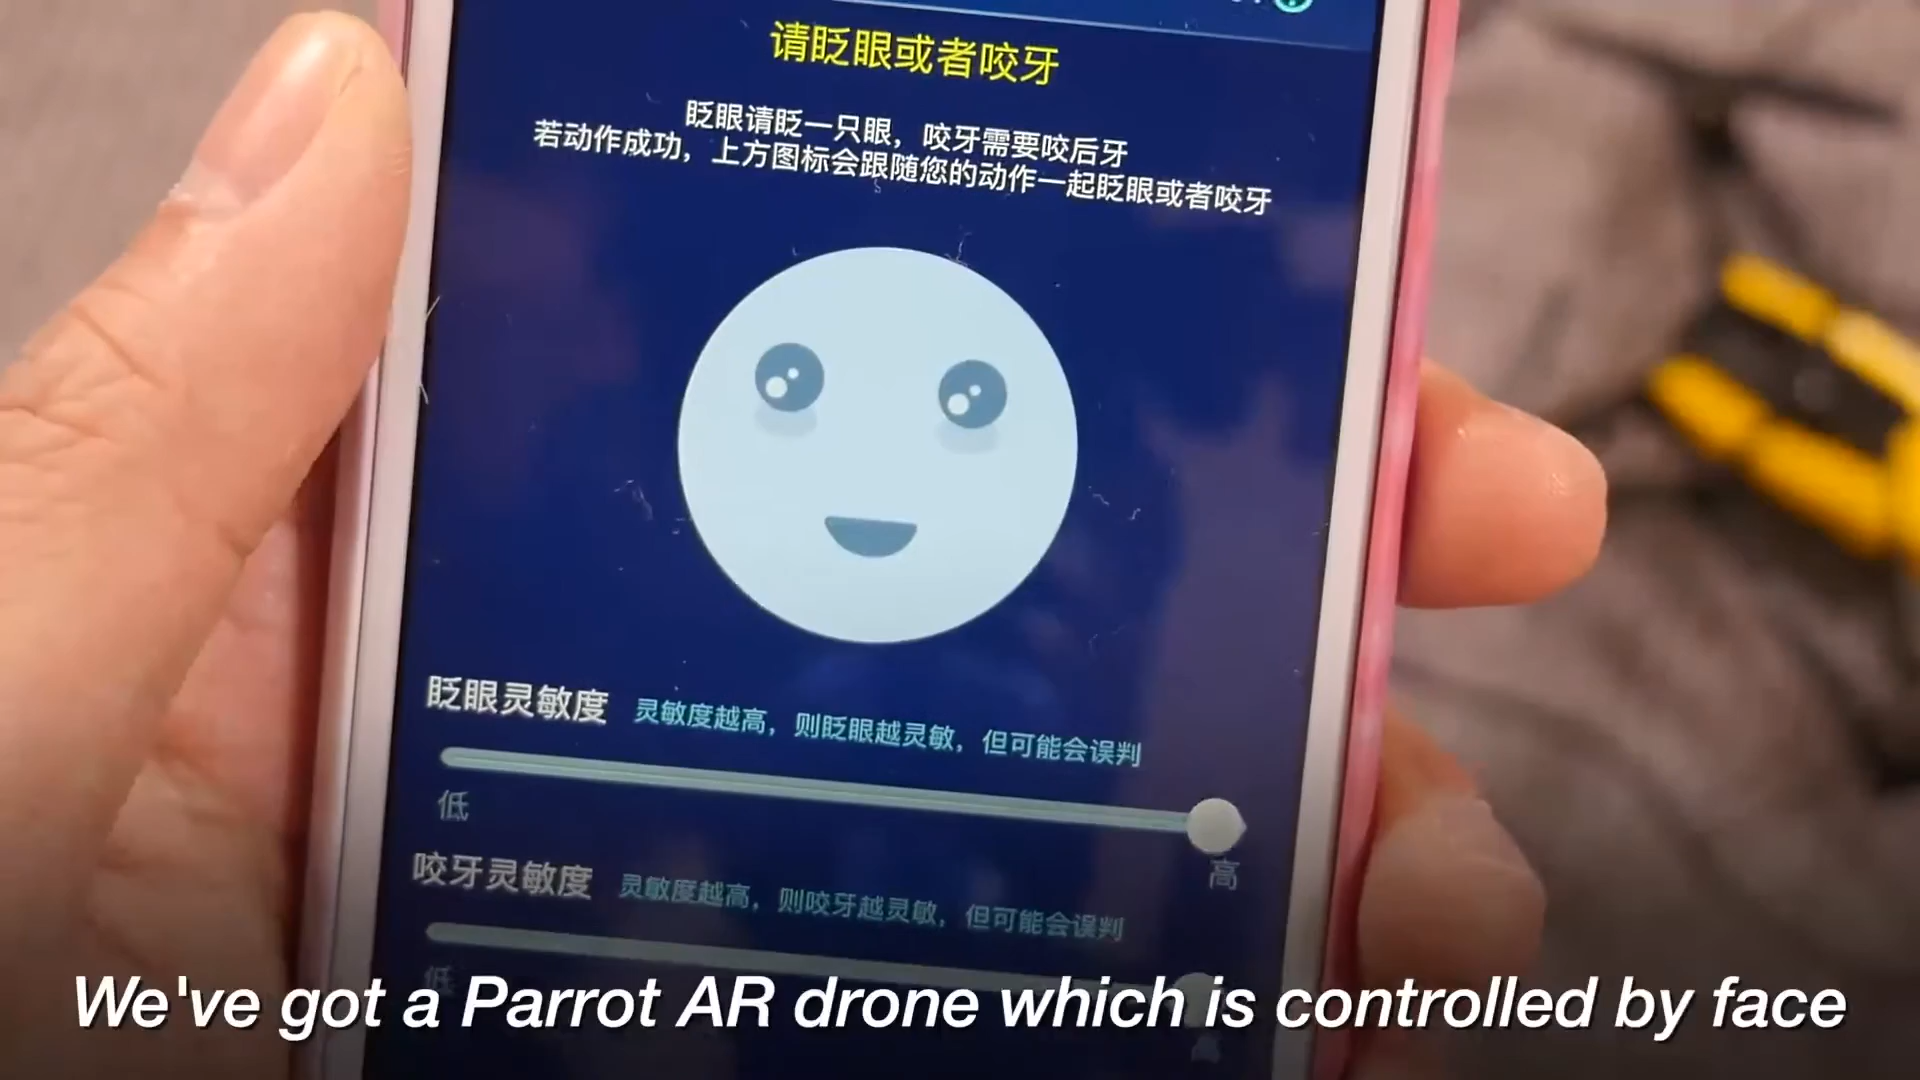 请眨眼或者咬牙
眨眼请眨一只眼，咬牙需要咬后牙
若动作成功，上方图标会跟随您的动作一起眨眼或者咬牙
眨眼灵敏度 灵敏度越高，则眨眼越灵敏，但可能会误判
低
高
咬牙灵敏度 灵敏度越高，则咬牙越灵敏，但可能会误判
低
高
We've got a Parrot AR drone which is controlled by face